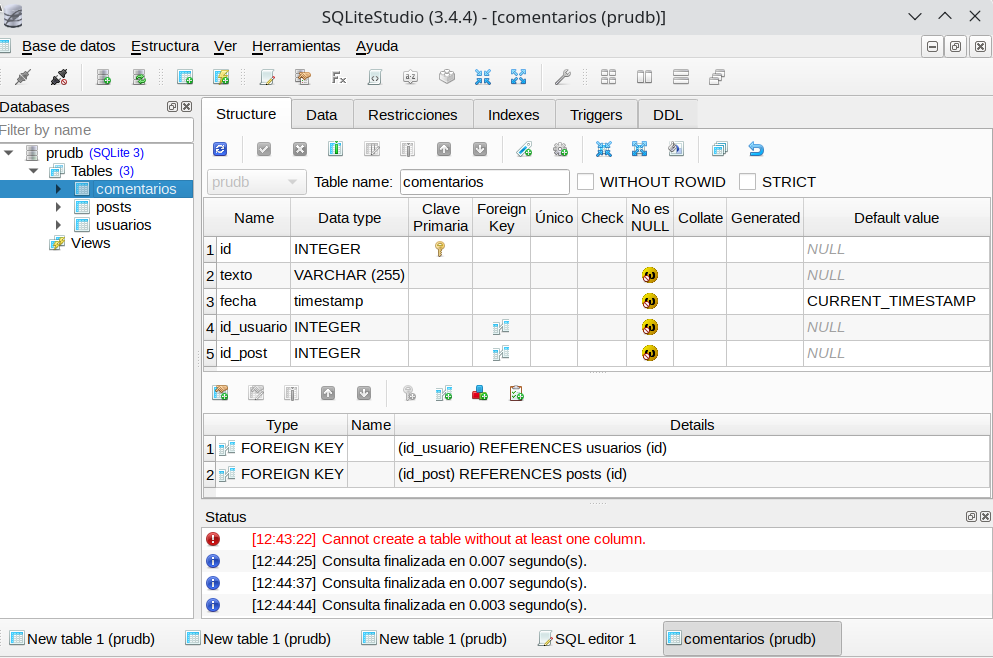 SQLiteStudio (3.4.4) - [comentarios (prudb)]
Base de datos Estructura Ver Herramientas Ayuda
Databases
Filter by name
prudb (SQLite 3)
Tables (3)
comentarios
posts
usuarios
Views
Structure Data Restricciones Indexes Triggers DDL
prudb Table name: comentarios WITHOUT ROWID STRICT
Name Data type Clave Primaria Foreign Key Único Check No es NULL Collate Generated Default value
1 id INTEGER NULL
2 texto VARCHAR (255) NULL
3 fecha timestamp CURRENT_TIMESTAMP
4 id_usuario INTEGER NULL
5 id_post INTEGER NULL
Type Name Details
1 FOREIGN KEY (id_usuario) REFERENCES usuarios (id)
2 FOREIGN KEY (id_post) REFERENCES posts (id)
Status
[12:43:22] Cannot create a table without at least one column.
[12:44:25] Consulta finalizada en 0.007 segundo(s).
[12:44:37] Consulta finalizada en 0.007 segundo(s).
[12:44:44] Consulta finalizada en 0.003 segundo(s).
New table 1 (prudb) New table 1 (prudb) New table 1 (prudb) SQL editor 1 comentarios (prudb)